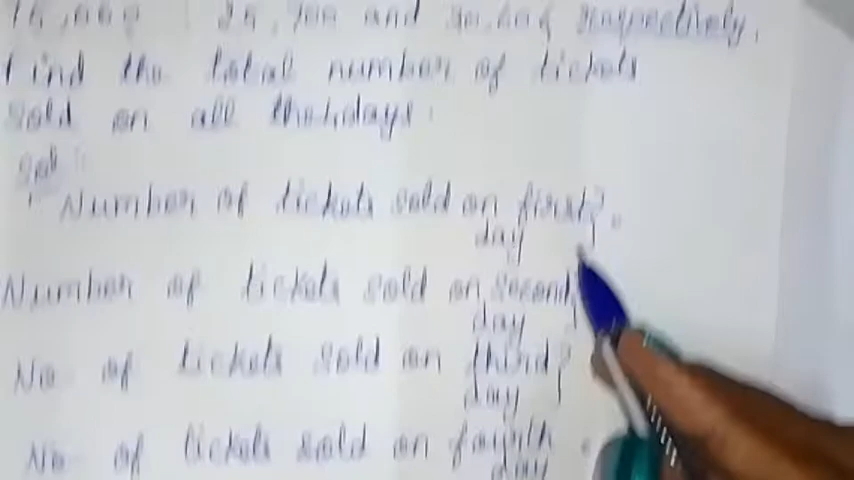 and respectively,
Find the total number of tickets
sold on all the 4 days.
Sol:
Number of tickets sold on first
day
Number of tickets sold on second
day
No of tickets sold on third
day
No of tickets sold on fourth
day